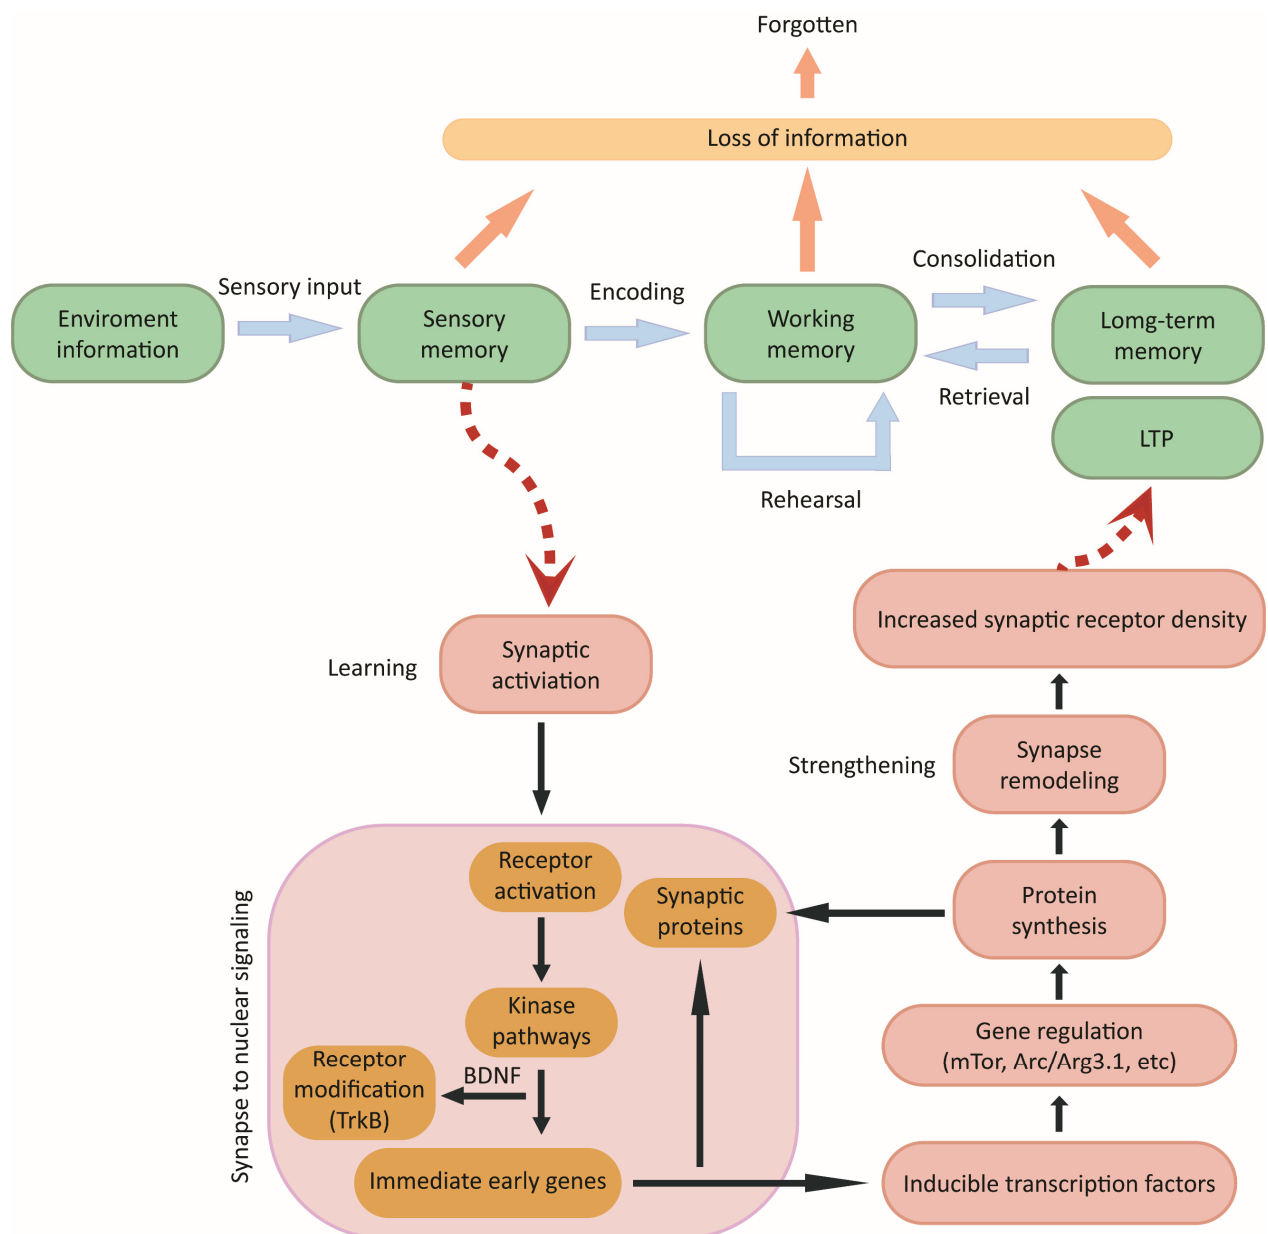 Forgotten
Loss of information
Consolidation
Sensory input
Encoding
Enviroment
information
Sensory
memory
Working
memory
Lomg-term
memory
Retrieval
LTP
Rehearsal
Increased synaptic receptor density
Learning
Synaptic
activiation
Strengthening
Synapse
remodeling
Synapse to nuclear signaling
Receptor
activation
Synaptic
proteins
Protein
synthesis
Kinase
pathways
Gene regulation
(mTor, Arc/Arg3.1, etc)
Receptor
modification
(TrkB)
BDNF
Immediate early genes
Inducible transcription factors